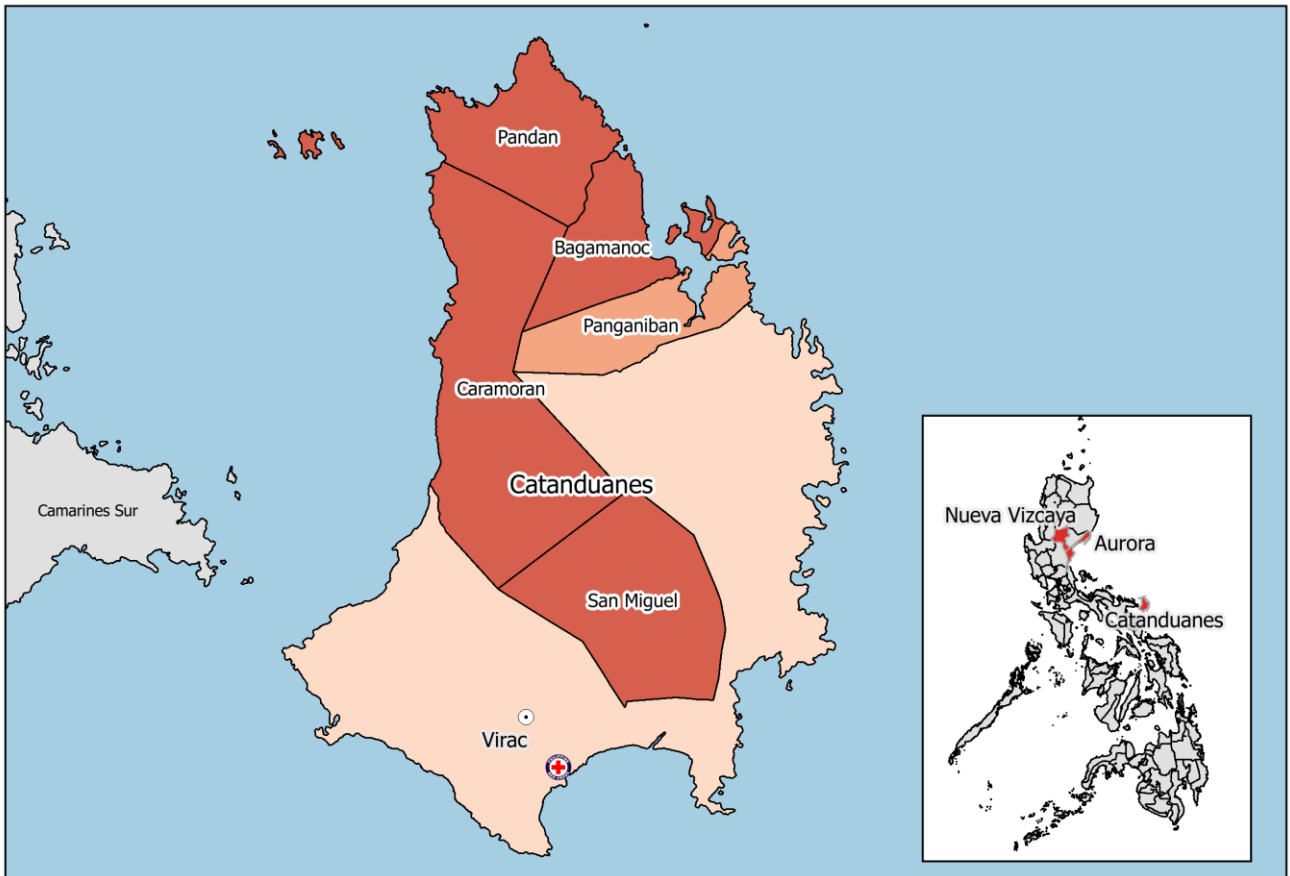 Pandan
Bagamanoc
Panganiban
Caramoran
Catanduanes
Camarines Sur
San Miguel
Virac
Nueva Vizcaya
Aurora
Catanduanes